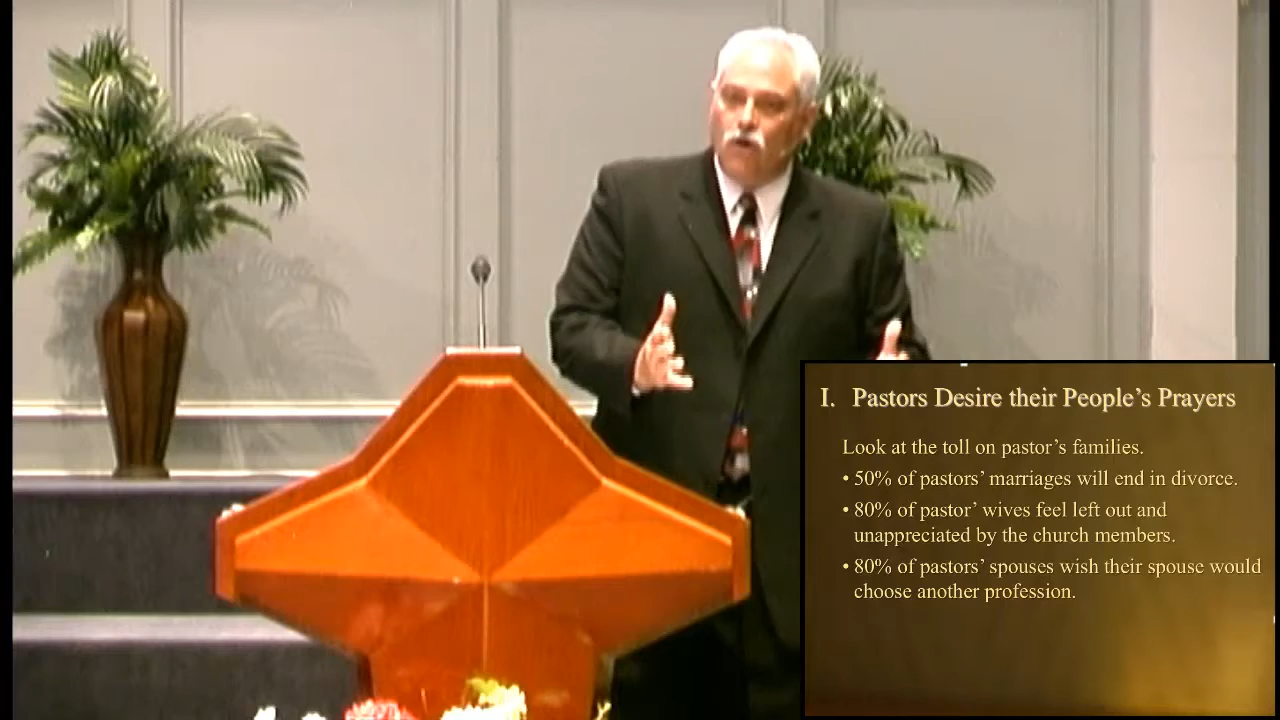 I. Pastors Desire their People's Prayers
Look at the toll on pastor's families.
• 50% of pastors' marriages will end in divorce.
• 80% of pastor' wives feel left out and
unappreciated by the church members.
• 80% of pastors' spouses wish their spouse would
choose another profession.